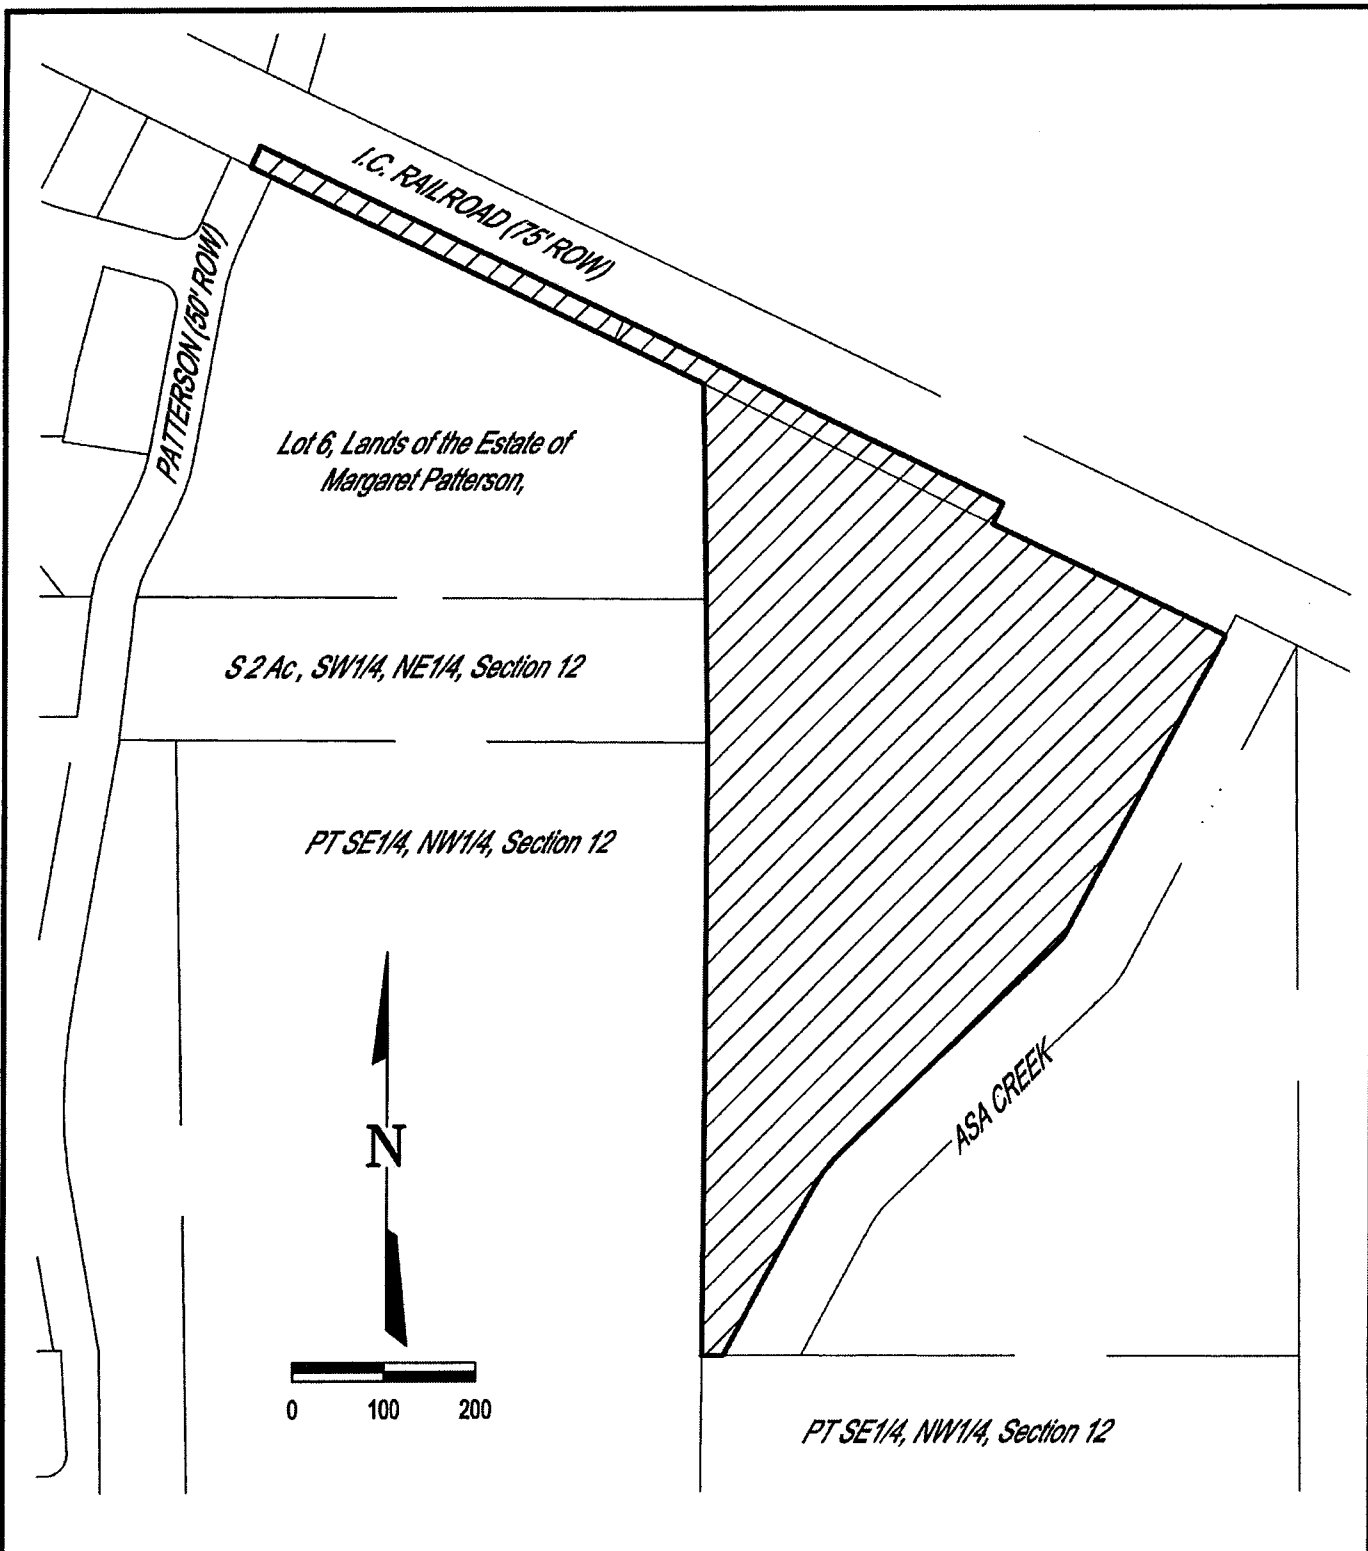 I.C. RAILROAD (75' ROW)
PATTERSON (50' ROW)
Lot 6, Lands of the Estate of
Margaret Patterson,
S 2 Ac, SW1/4, NE1/4, Section 12
PT SE1/4, NW1/4, Section 12
N
ASA CREEK
0 100 200
PT SE1/4, NW1/4, Section 12